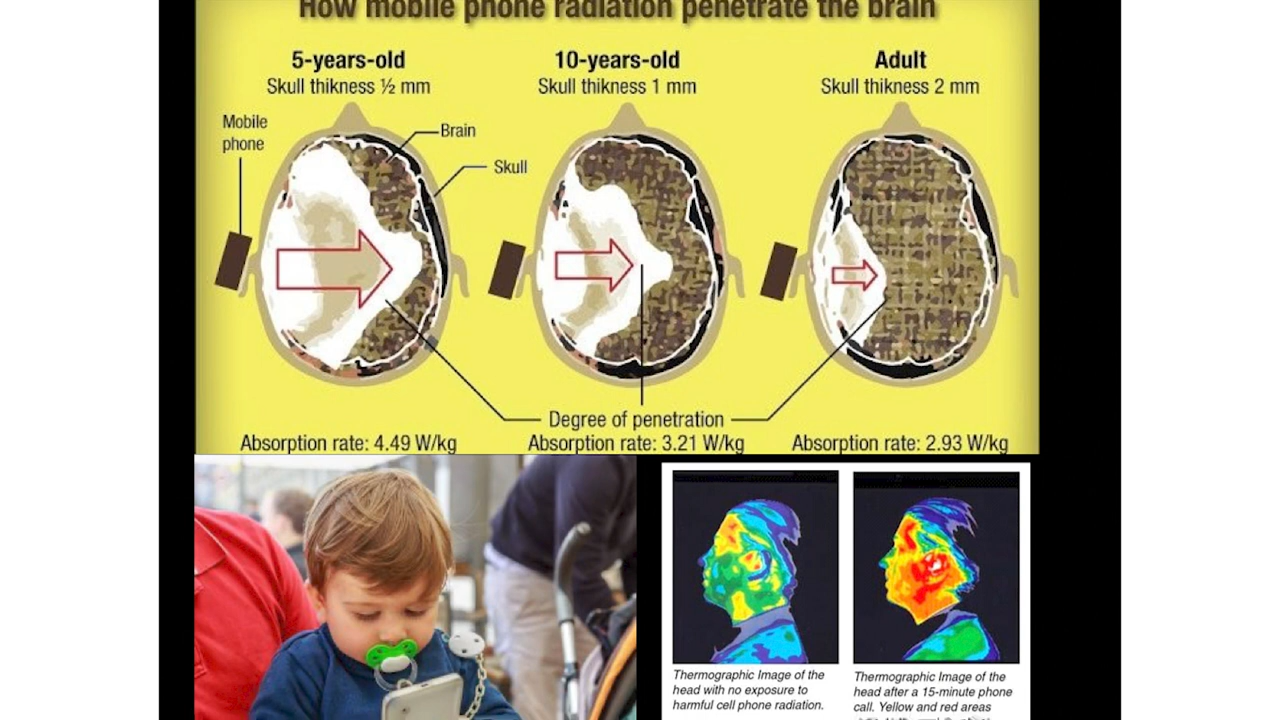 How mobile phone radiation penetrate the brain
5-years-old
Skull thikness ½ mm
10-years-old
Skull thikness 1 mm
Adult
Skull thikness 2 mm
Mobile
phone
Brain
Skull
Degree of penetration
Absorption rate: 4.49 W/kg
Absorption rate: 3.21 W/kg
Absorption rate: 2.93 W/kg
Thermographic Image of the
head with no exposure to
harmful cell phone radiation.
Thermographic Image of the
head after a 15-minute phone
call. Yellow and red areas